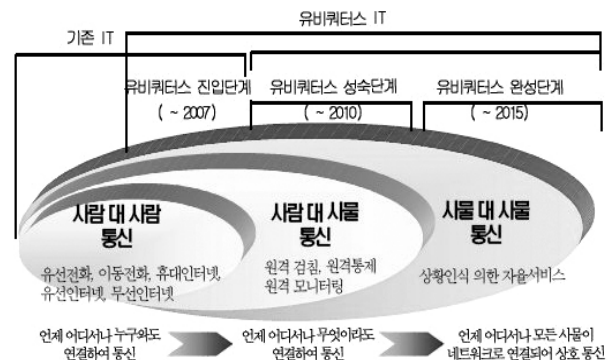 유비쿼터스 IT
기존 IT
유비쿼터스 진입단계
( ~ 2007)
유비쿼터스 성숙단계
( ~ 2010)
유비쿼터스 완성단계
( ~ 2015)
사람 대 사람
통신
유선전화, 이동전화, 휴대인터넷,
유선인터넷, 무선인터넷
사람 대 사물
통신
원격 검침, 원격통제
원격 모니터링
사물 대 사물
통신
상황인식 의한 자율서비스
언제 어디서나 누구와도
연결하여 통신
언제 어디서나 무엇이라도
연결하여 통신
언제 어디서나 모든 사물이
네트워크로 연결되어 상호 통신